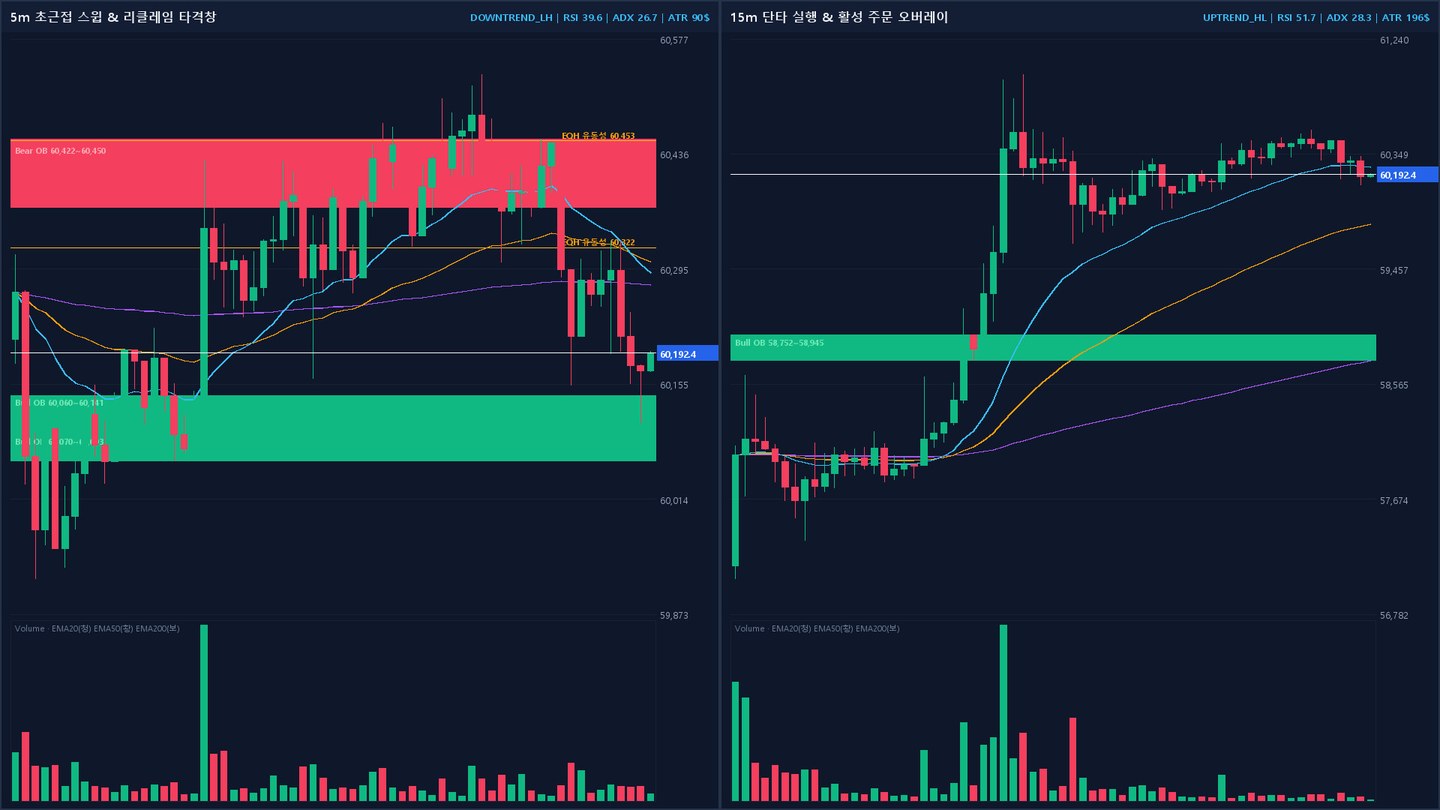 5m 초근접 스윕 & 리클레임 타격창
DOWNTREND_LH | RSI 39.6 | ADX 26.7 | ATR 90$
60,577
EQH 유동성 60,453
Bear OB 60,422~60,450
60,436
EQH 유동성 60,322
60,295
60,192.4
60,155
Bull OB 60,060~60,141
60,014
59,873
Volume · EMA20(청) EMA50(황) EMA200(보)
15m 단타 실행 & 활성 주문 오버레이
UPTREND_HL | RSI 51.7 | ADX 28.3 | ATR 196$
61,240
60,349
60,192.4
59,457
Bull OB 58,752~58,945
58,565
57,674
56,782
Volume · EMA20(청) EMA50(황) EMA200(보)